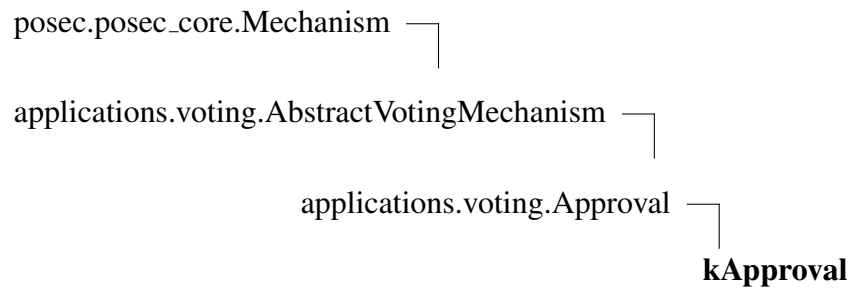 posec.posec_core.Mechanism
applications.voting.AbstractVotingMechanism
applications.voting.Approval
kApproval